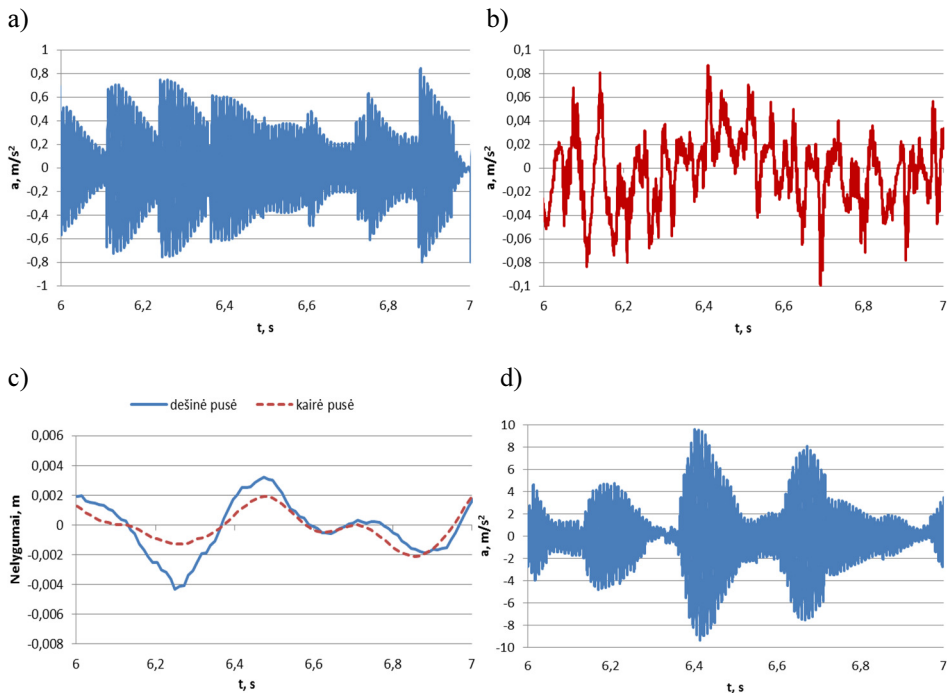 a)
1
0,8
0,6
0,4
0,2
0
-0,2
-0,4
-0,6
-0,8
-1
a, m/s²
6 6,2 6,4 6,6 6,8 7
t, s
b)
0,1
0,08
0,06
0,04
0,02
0
-0,02
-0,04
-0,06
-0,08
-0,1
a, m/s²
6 6,2 6,4 6,6 6,8 7
t, s
c)
dešinė pusė kairė pusė
0,006
0,004
0,002
0
-0,002
-0,004
-0,006
-0,008
Nelygumai, m
6 6,2 6,4 6,6 6,8 7
t, s
d)
10
8
6
4
2
0
-2
-4
-6
-8
-10
a, m/s²
6 6,2 6,4 6,6 6,8 7
t, s